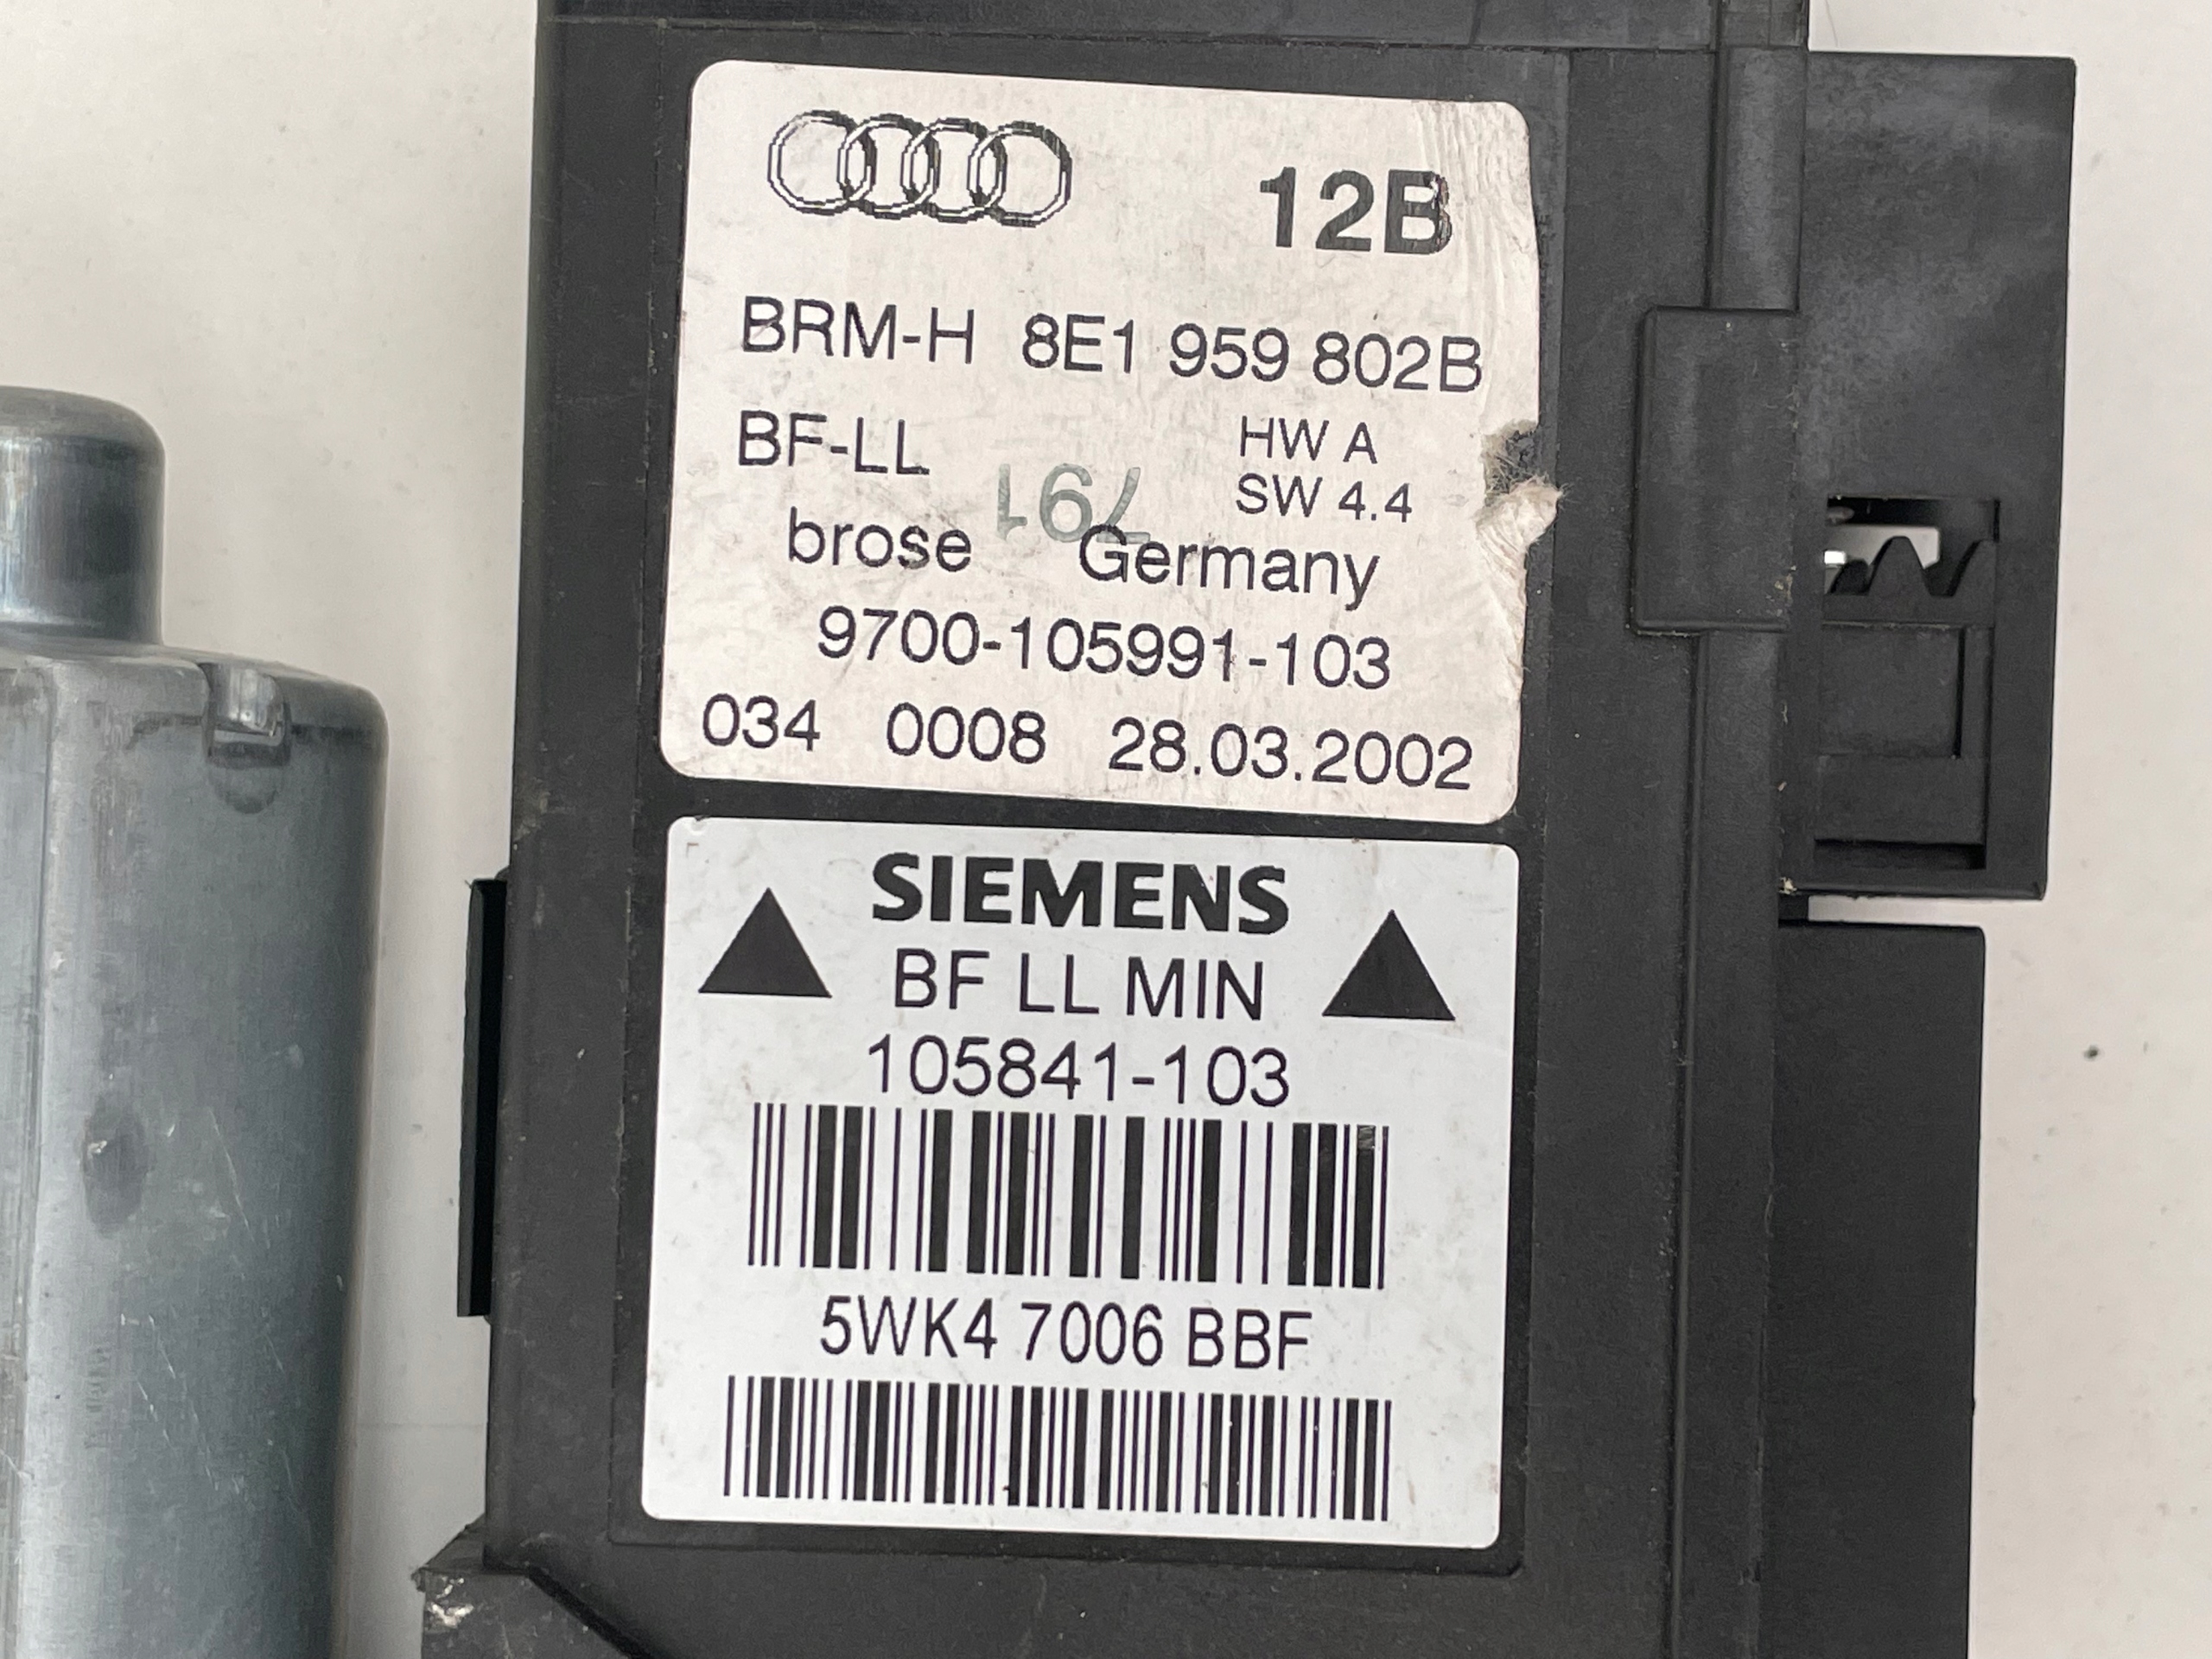 12B
BRM-H 8E1 959 802B
BF-LL HW A
SW 4.4
791
brose Germany
9700-105991-103
034 0008 28.03.2002
SIEMENS
BF LL MIN
105841-103
5WK4 7006 BBF